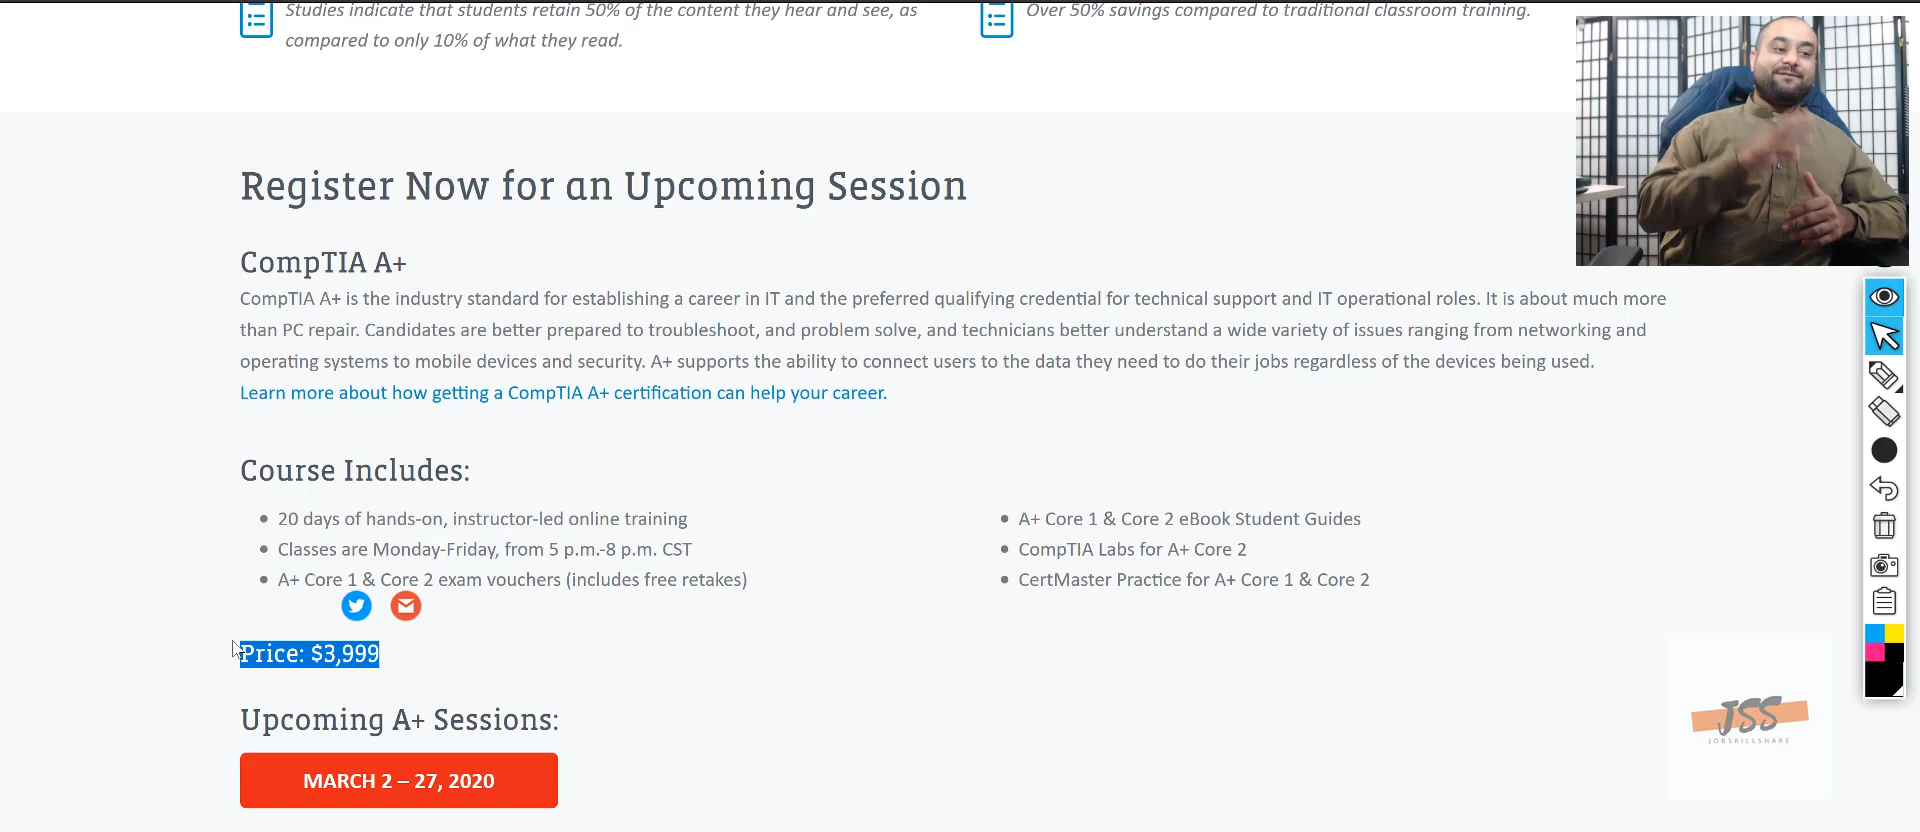 Studies indicate that students retain 50% of the content they hear and see, as
compared to only 10% of what they read.
Over 50% savings compared to traditional classroom training.
Register Now for an Upcoming Session
CompTIA A+
CompTIA A+ is the industry standard for establishing a career in IT and the preferred qualifying credential for technical support and IT operational roles. It is about much more
than PC repair. Candidates are better prepared to troubleshoot, and problem solve, and technicians better understand a wide variety of issues ranging from networking and
operating systems to mobile devices and security. A+ supports the ability to connect users to the data they need to do their jobs regardless of the devices being used.
Learn more about how getting a CompTIA A+ certification can help your career.
Course Includes:
20 days of hands-on, instructor-led online training
Classes are Monday-Friday, from 5 p.m.-8 p.m. CST
A+ Core 1 & Core 2 exam vouchers (includes free retakes)
A+ Core 1 & Core 2 eBook Student Guides
CompTIA Labs for A+ Core 2
CertMaster Practice for A+ Core 1 & Core 2
Price: $3,999
Upcoming A+ Sessions:
MARCH 2 – 27, 2020
JSS
JOBSKILLSHARE